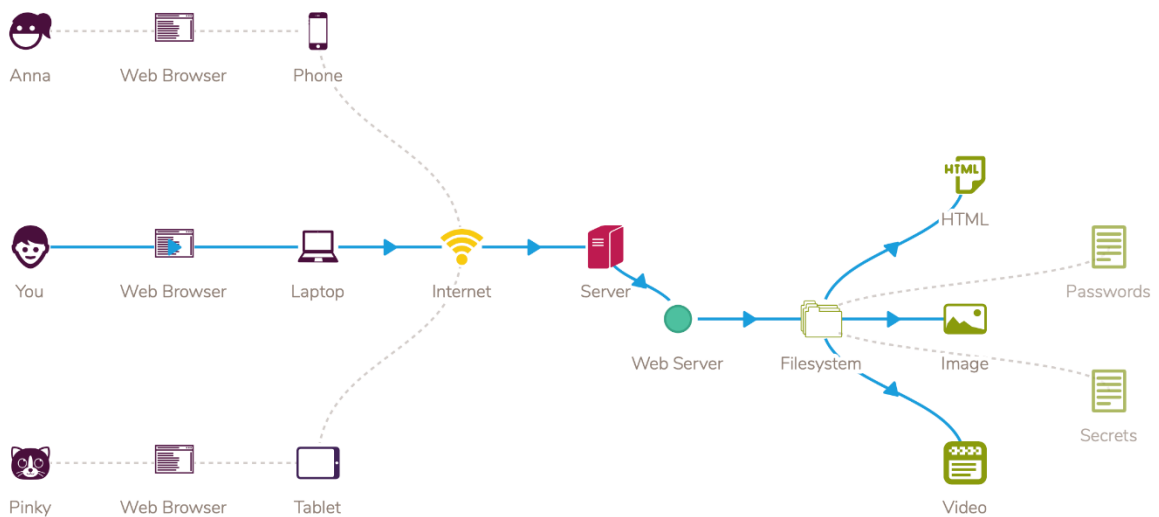 Anna
Web Browser
Phone
HTML
HTML
You
Web Browser
Laptop
Internet
Server
Passwords
Web Server
Filesystem
Image
Secrets
Pinky
Web Browser
Tablet
Video